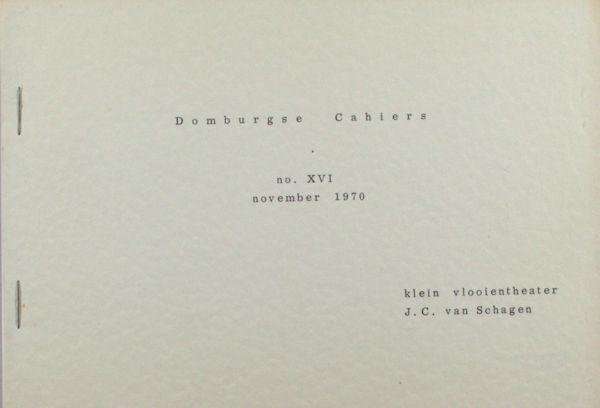 Domburgse Cahiers
no. XVI
november 1970
klein vlooientheater
J.C. van Schagen